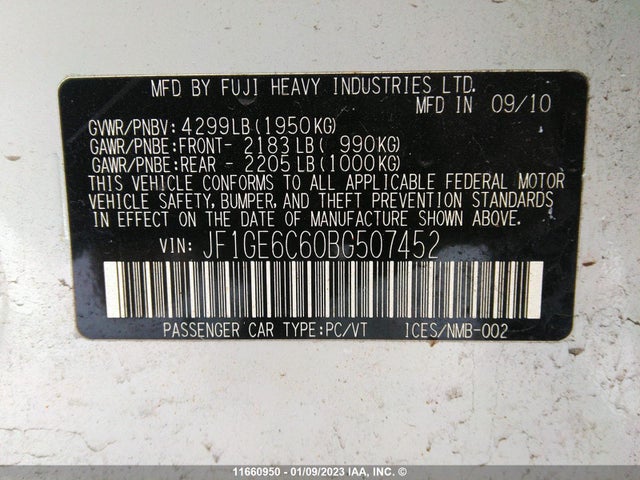 MFD BY FUJI HEAVY INDUSTRIES LTD.
MFD IN 09/10
GVWR/PNBV: 4299LB(1950KG)
GAWR/PNBE:FRONT- 2183LB( 990KG)
GAWR/PNBE:REAR - 2205LB(1000KG)
THIS VEHICLE CONFORMS TO ALL APPLICABLE FEDERAL MOTOR
VEHICLE SAFETY, BUMPER, AND THEFT PREVENTION STANDARDS
IN EFFECT ON THE DATE OF MANUFACTURE SHOWN ABOVE.
VIN: JF1GE6C60BG507452
PASSENGER CAR TYPE:PC/VT ICES/NMB-002
11660950 - 01/09/2023 IAA, INC. ©